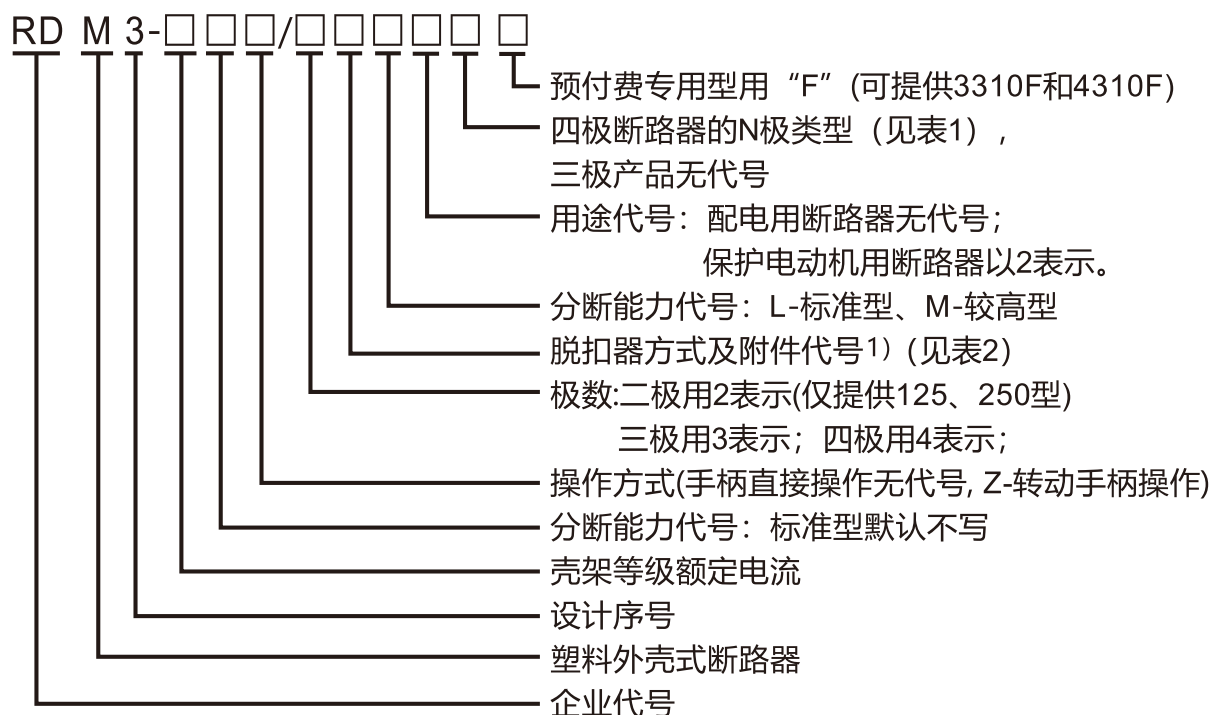 RD M 3-□□□/□□□□□ □
预付费专用型用“F”(可提供3310F和4310F)
四极断路器的N极类型（见表1）,
三极产品无代号
用途代号：配电用断路器无代号；
保护电动机用断路器以2表示。
分断能力代号：L-标准型、M-较高型
脱扣器方式及附件代号1)（见表2）
极数:二极用2表示(仅提供125、250型)
三极用3表示；四极用4表示；
操作方式(手柄直接操作无代号, Z-转动手柄操作)
分断能力代号：标准型默认不写
壳架等级额定电流
设计序号
塑料外壳式断路器
企业代号